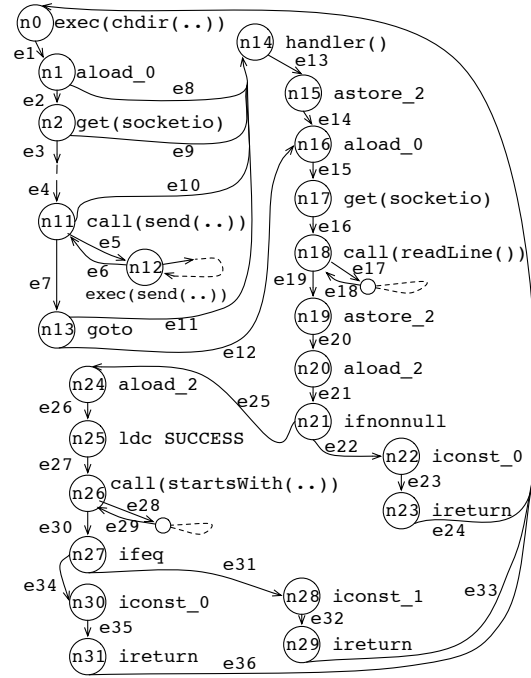 n0 exec(chdir(..))
e1
n1 aload_0
e2 e8
n2 get(socketio)
e3 e9
e4 e10
n11 call(send(..))
e5
e6 n12
e7 exec(send(..))
n13 goto e11
e12
n14 handler()
e13
n15 astore_2
e14
n16 aload_0
e15
n17 get(socketio)
e16
n18 call(readLine())
e17
e19 e18
n19 astore_2
e20
n20 aload_2
e21
n21 ifnonnull
e22
n22 iconst_0
e23
n23 ireturn
e24
n24 aload_2 e25
e26
n25 ldc SUCCESS
e27
n26 call(startsWith(..))
e28
e30 e29
n27 ifeq
e31
e34
n28 iconst_1
e32
e33
n29 ireturn
n30 iconst_0
e35
n31 ireturn e36